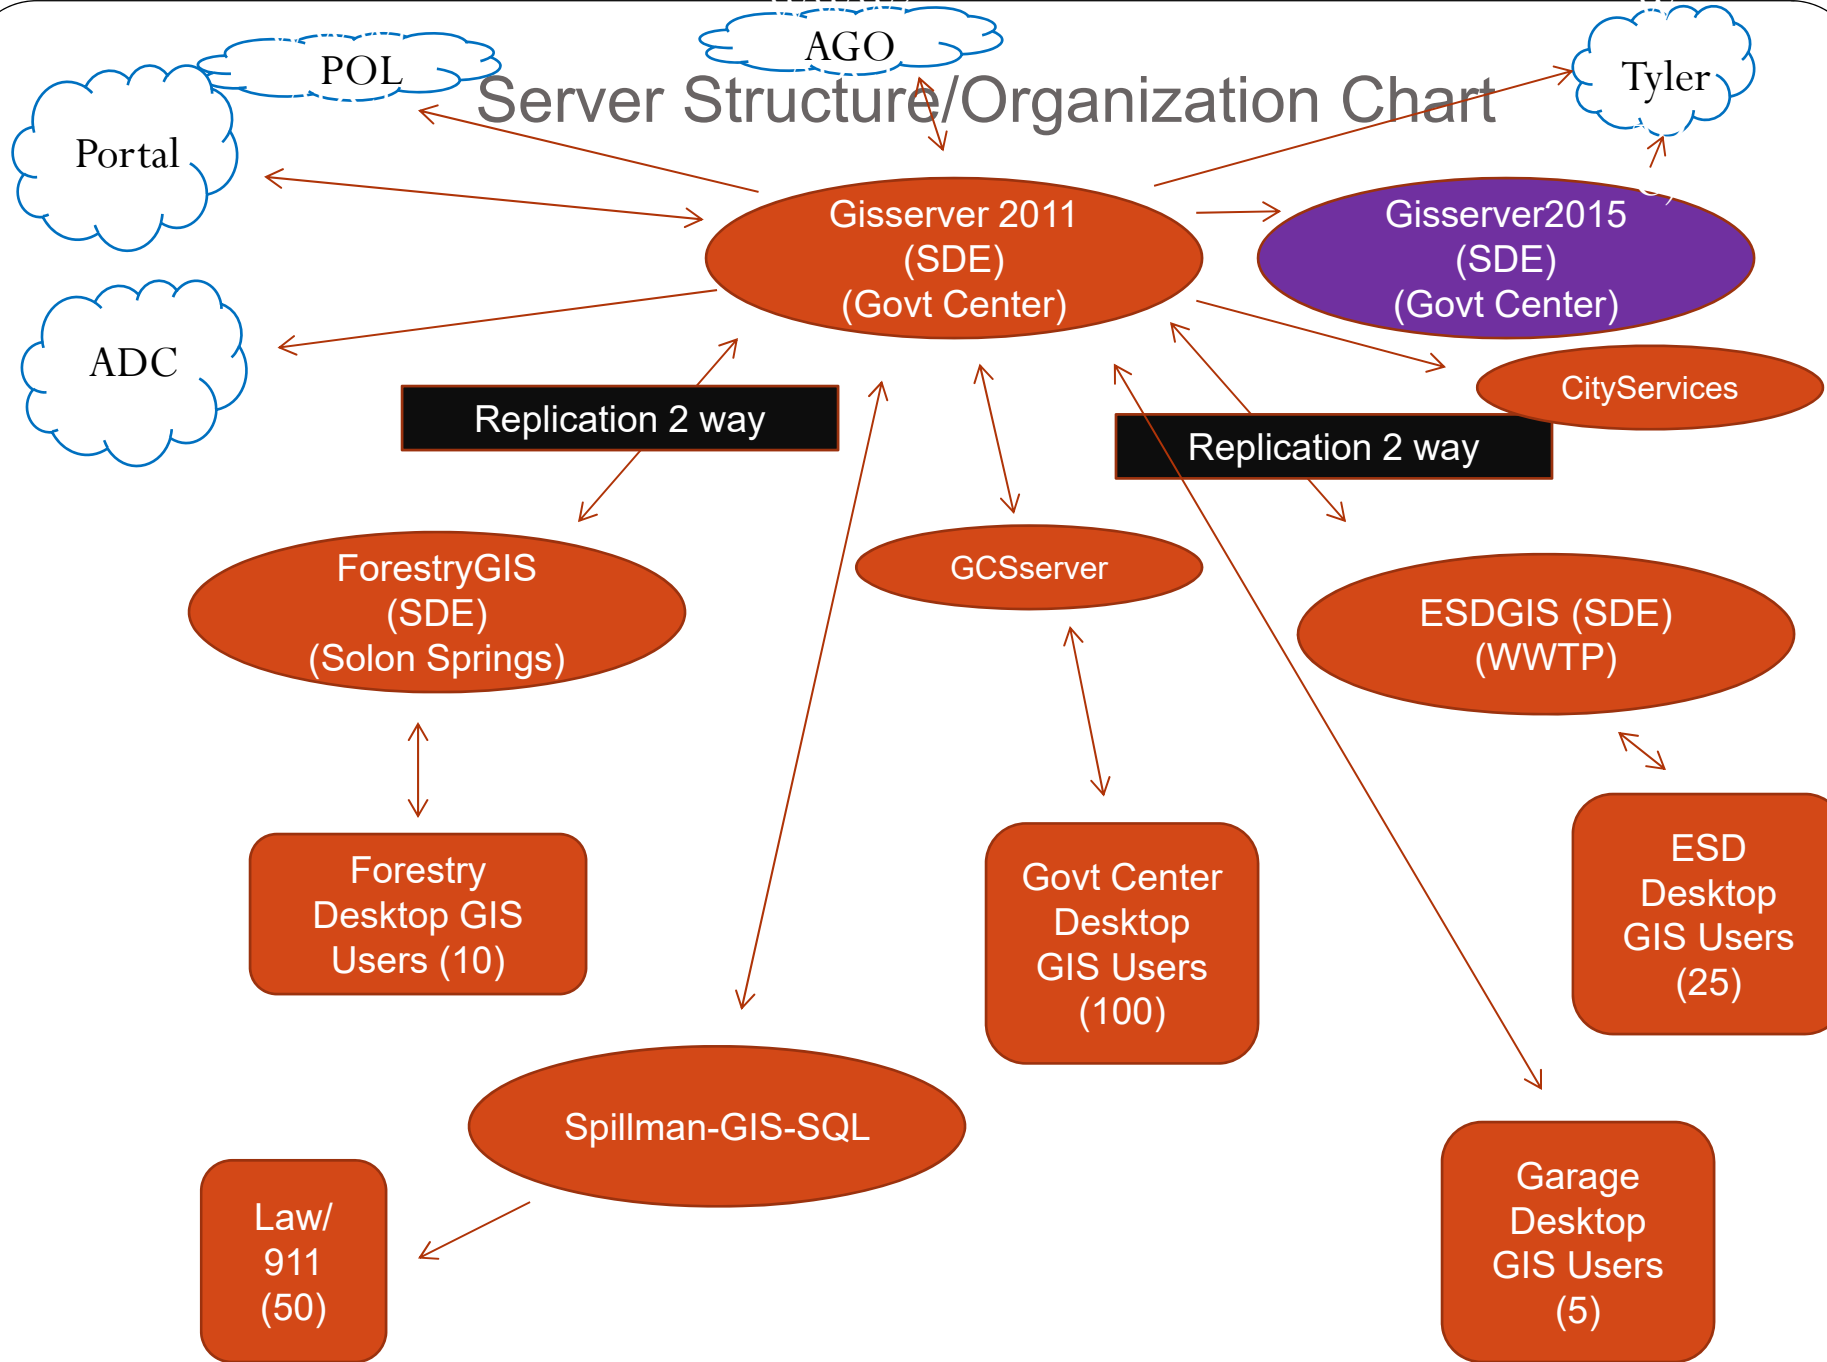 POL
AGO
Tyler
Portal
Server Structure/Organization Chart
Gisserver 2011
(SDE)
(Govt Center)
Gisserver2015
(SDE)
(Govt Center)
ADC
CityServices
Replication 2 way
Replication 2 way
ForestryGIS
(SDE)
(Solon Springs)
GCSserver
ESDGIS (SDE)
(WWTP)
Forestry
Desktop GIS
Users (10)
Govt Center
Desktop
GIS Users
(100)
ESD
Desktop
GIS Users
(25)
Spillman-GIS-SQL
Law/
911
(50)
Garage
Desktop
GIS Users
(5)